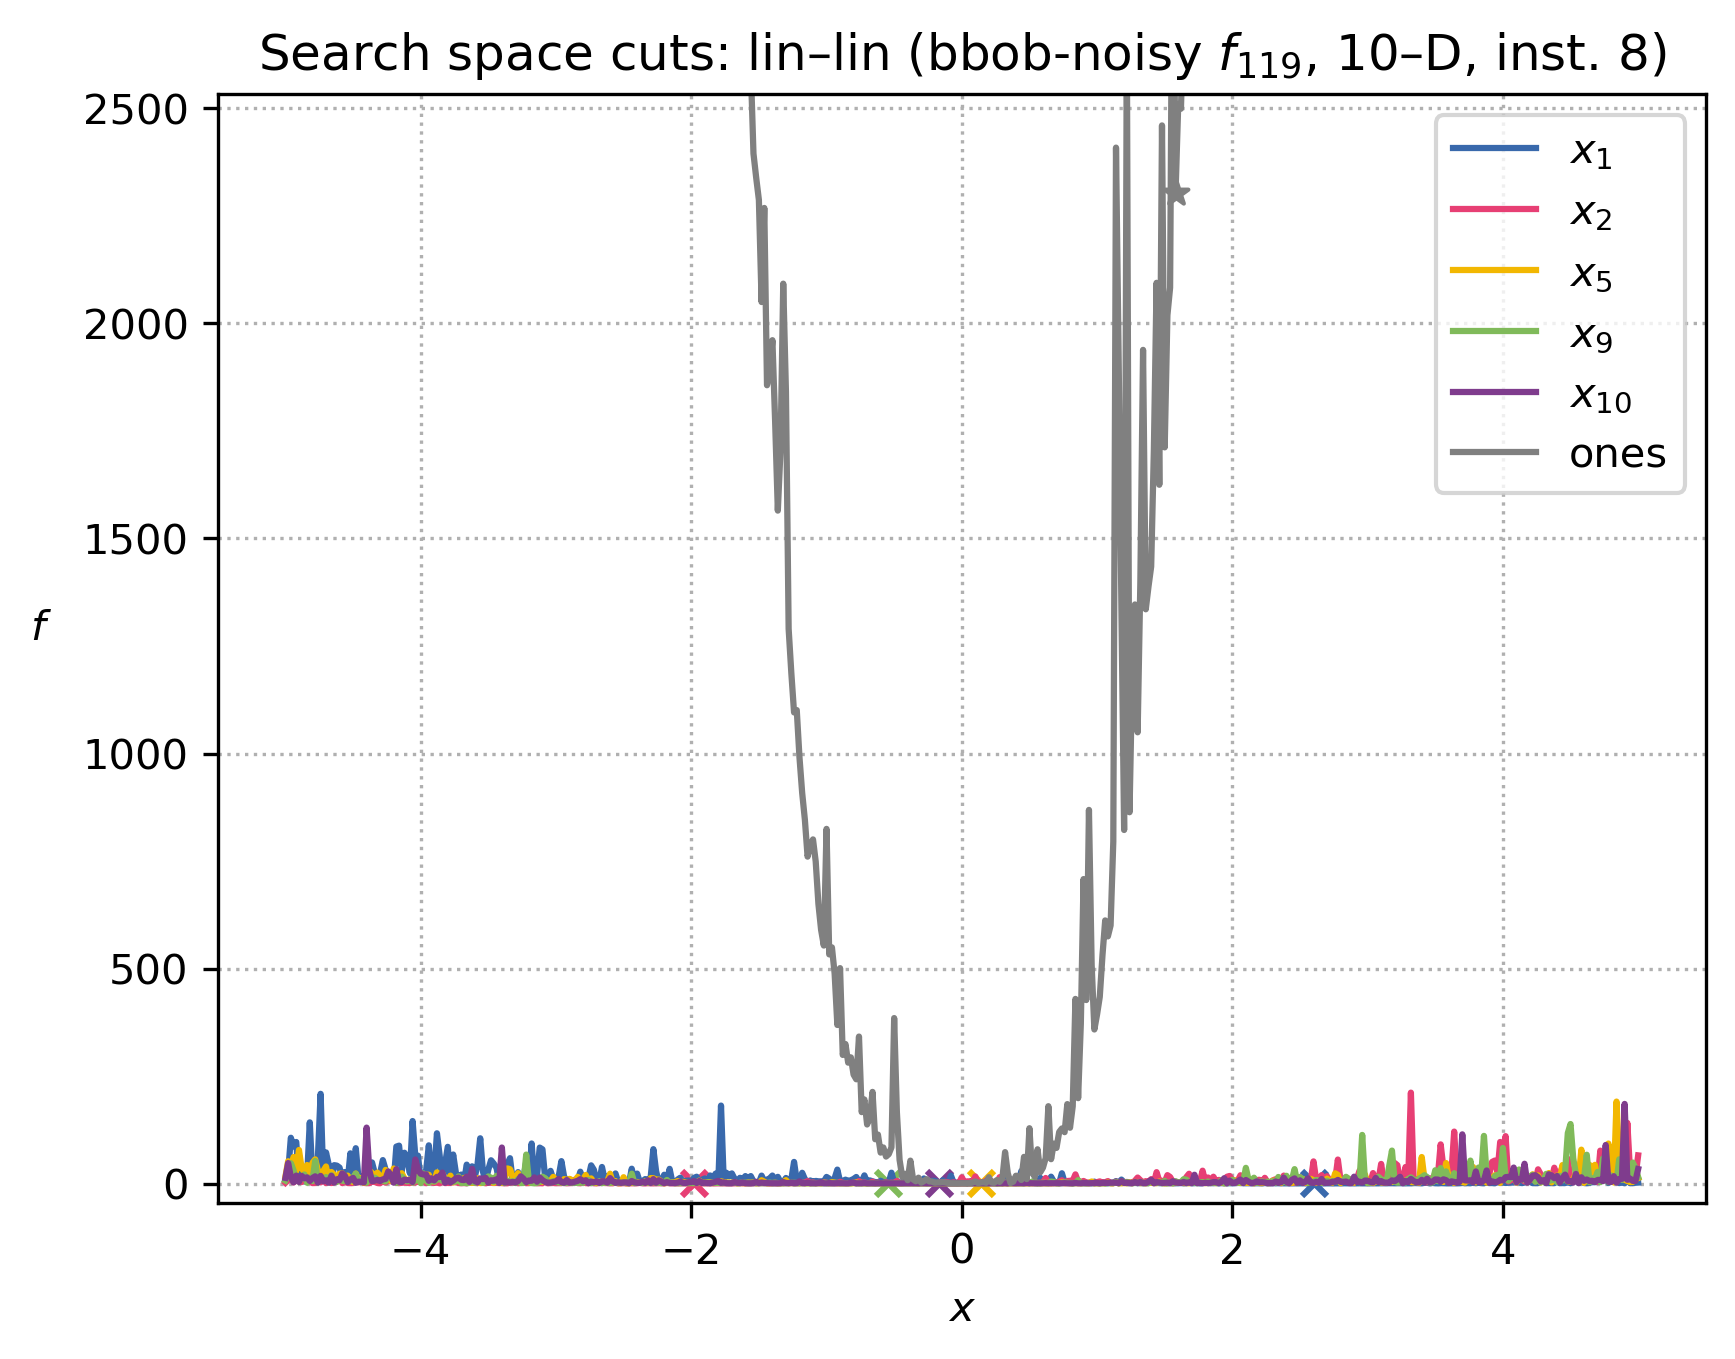 Search space cuts: lin–lin (bbob-noisy f₁₁₉, 10–D, inst. 8)
2500
2000
1500
1000
500
0
f
−4
−2
0
2
4
x
x₁
x₂
x₅
x₉
x₁₀
ones